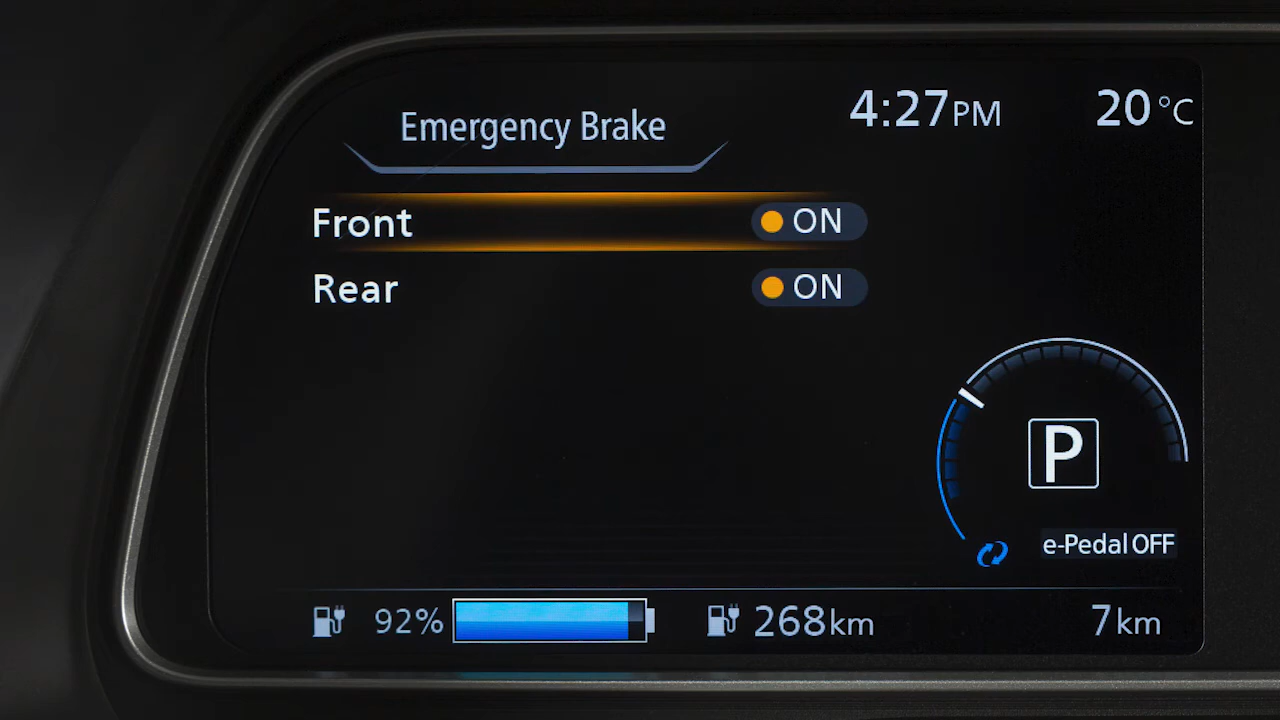 Emergency Brake
4:27PM
20°C
Front ON
Rear ON
P
e-Pedal OFF
92% 268km 7km